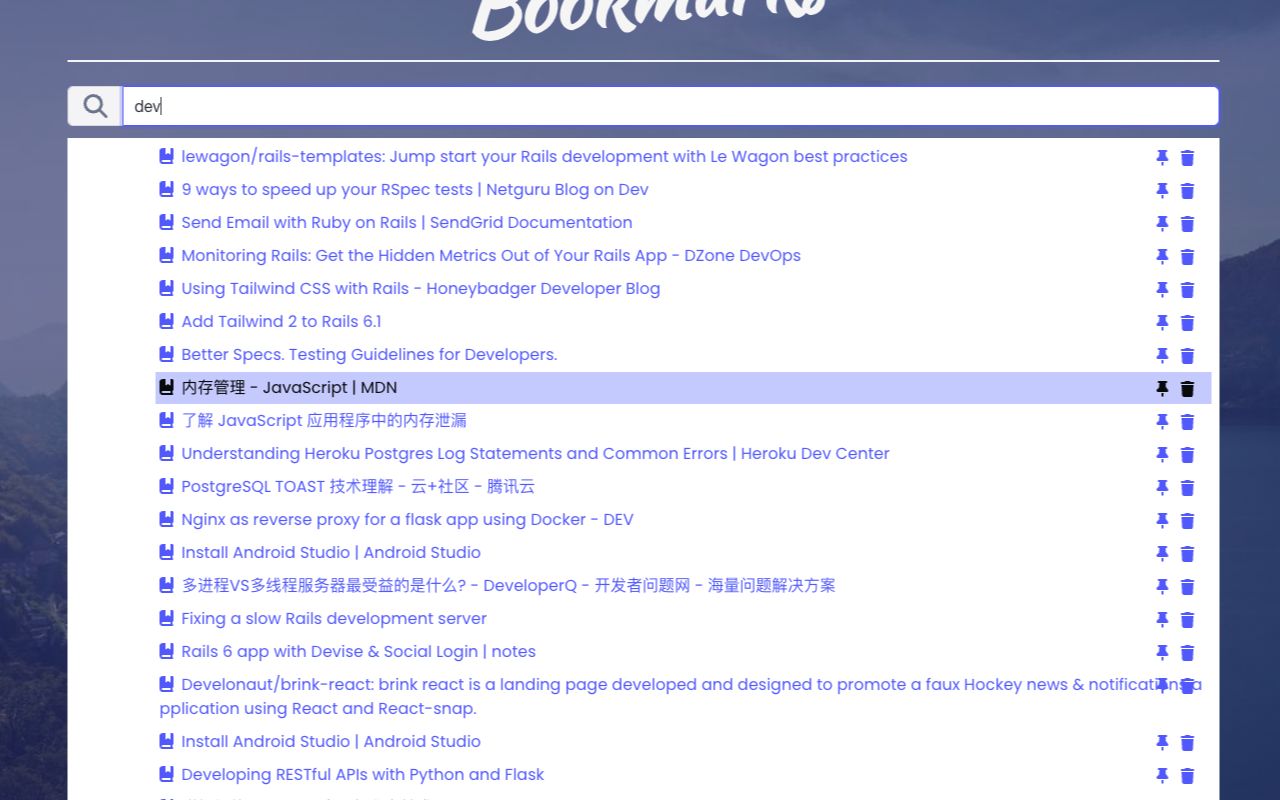 Bookmarks
dev
lewagon/rails-templates: Jump start your Rails development with Le Wagon best practices
9 ways to speed up your RSpec tests | Netguru Blog on Dev
Send Email with Ruby on Rails | SendGrid Documentation
Monitoring Rails: Get the Hidden Metrics Out of Your Rails App - DZone DevOps
Using Tailwind CSS with Rails - Honeybadger Developer Blog
Add Tailwind 2 to Rails 6.1
Better Specs. Testing Guidelines for Developers.
内存管理 - JavaScript | MDN
了解 JavaScript 应用程序中的内存泄漏
Understanding Heroku Postgres Log Statements and Common Errors | Heroku Dev Center
PostgreSQL TOAST 技术理解 - 云+社区 - 腾讯云
Nginx as reverse proxy for a flask app using Docker - DEV
Install Android Studio | Android Studio
多进程VS多线程服务器最受益的是什么? - DeveloperQ - 开发者问题网 - 海量问题解决方案
Fixing a slow Rails development server
Rails 6 app with Devise & Social Login | notes
Develonaut/brink-react: brink react is a landing page developed and designed to promote a faux Hockey news & notifications a
pplication using React and React-snap.
Install Android Studio | Android Studio
Developing RESTful APIs with Python and Flask